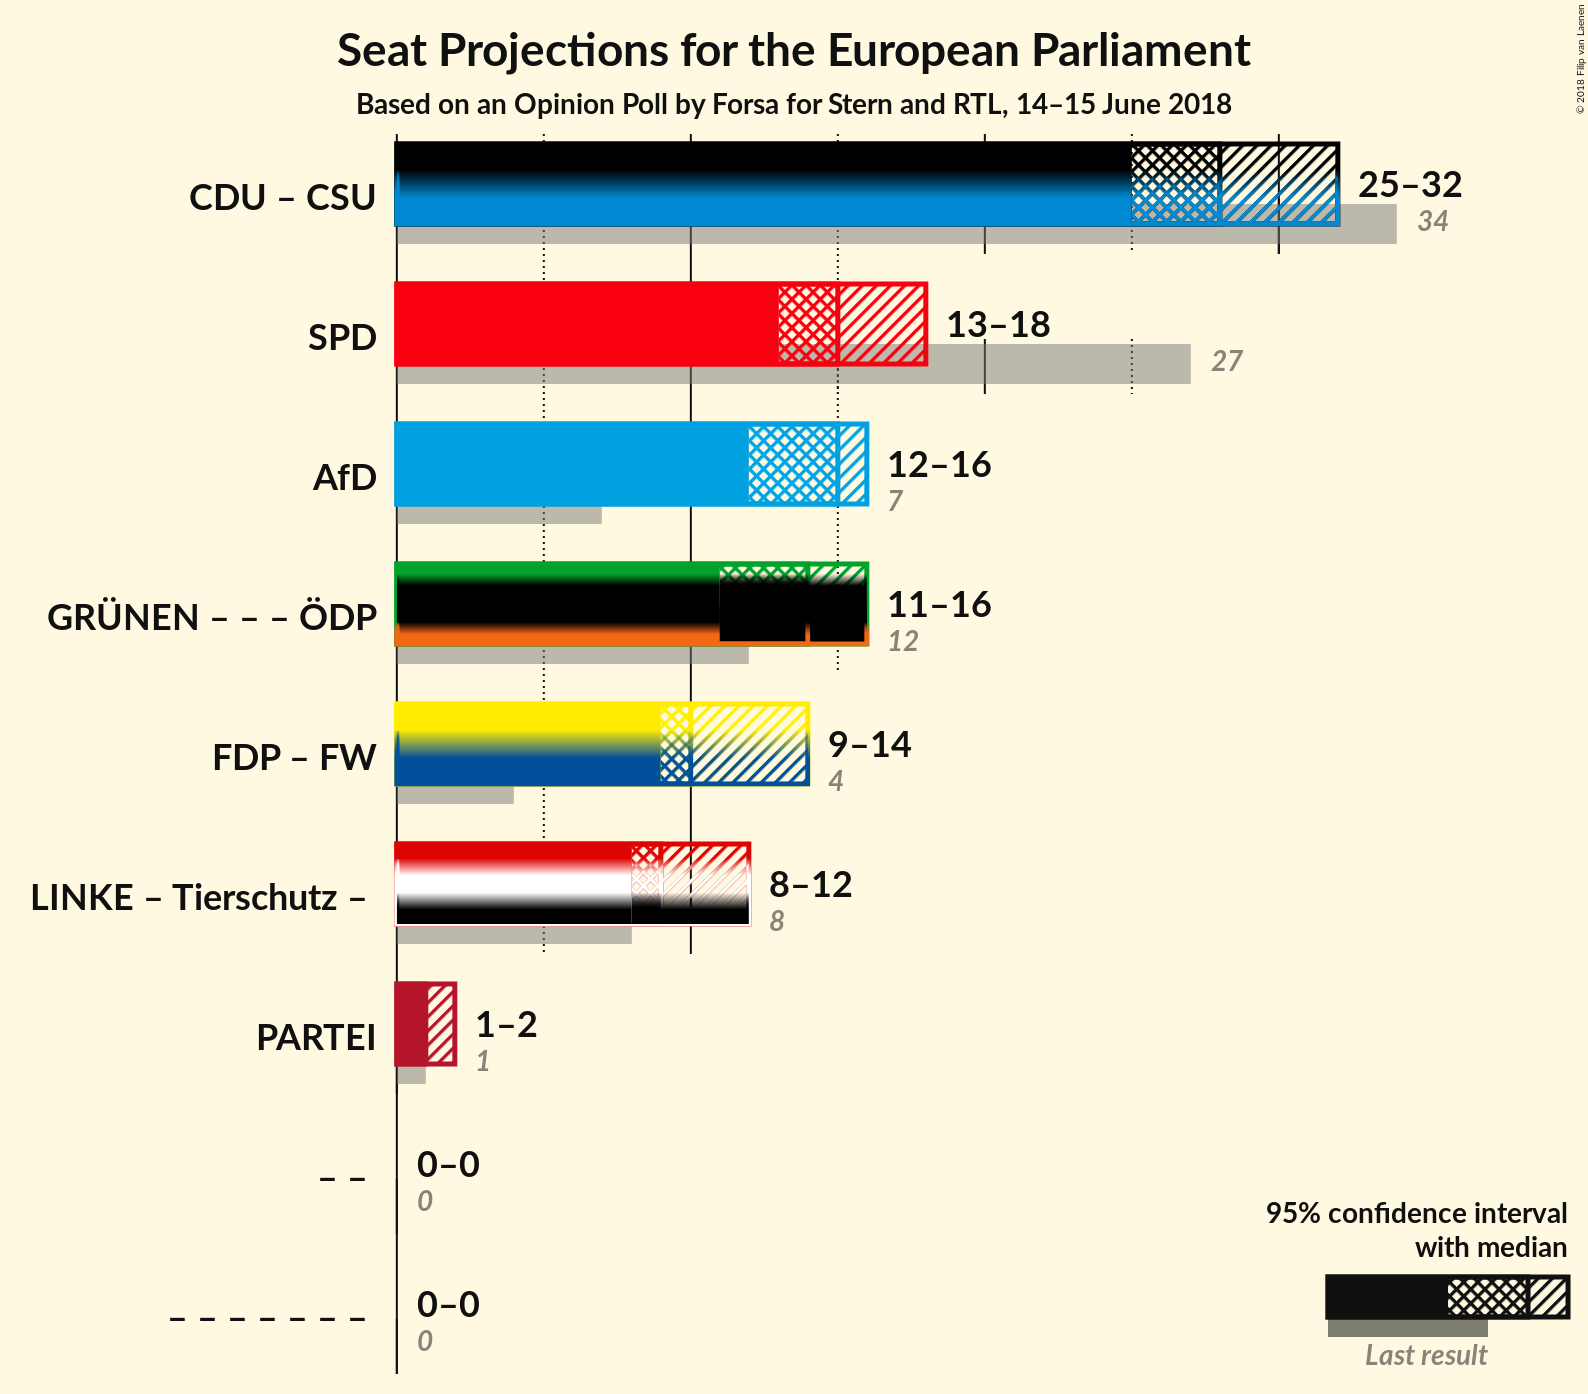 Seat Projections for the European Parliament
Based on an Opinion Poll by Forsa for Stern and RTL, 14–15 June 2018
© 2018 Filip van Laenen
CDU – CSU
25–32
34
SPD
13–18
27
AfD
12–16
7
GRÜNEN – – – ÖDP
11–16
12
FDP – FW
9–14
4
LINKE – Tierschutz –
8–12
8
PARTEI
1–2
1
– –
0–0
0
– – – – – – –
0–0
0
95% confidence interval
with median
Last result